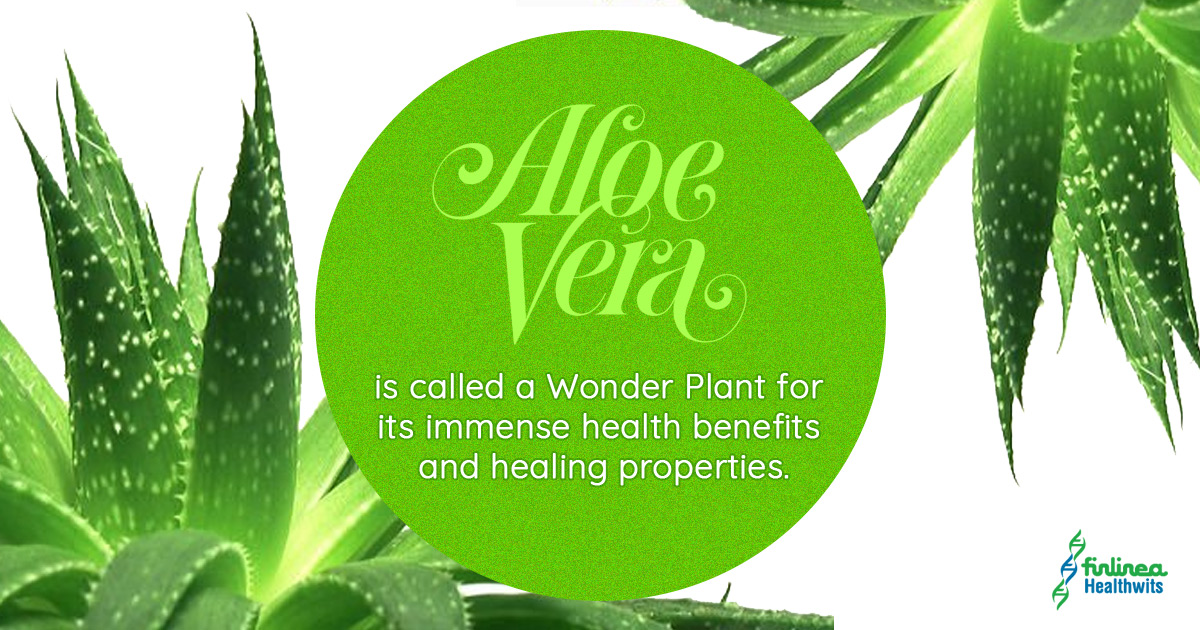 Aloe
Vera
is called a Wonder Plant for
its immense health benefits
and healing properties.
finlinea
Healthwits